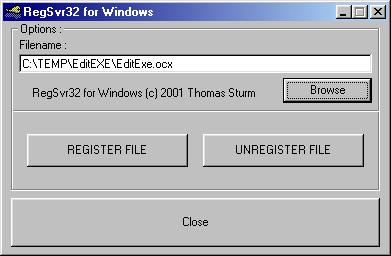 RegSvr32 for Windows
Options :
Filename :
C:\TEMP\EditEXE\EditExe.ocx
RegSvr32 for Windows (c) 2001 Thomas Sturm
Browse
REGISTER FILE
UNREGISTER FILE
Close